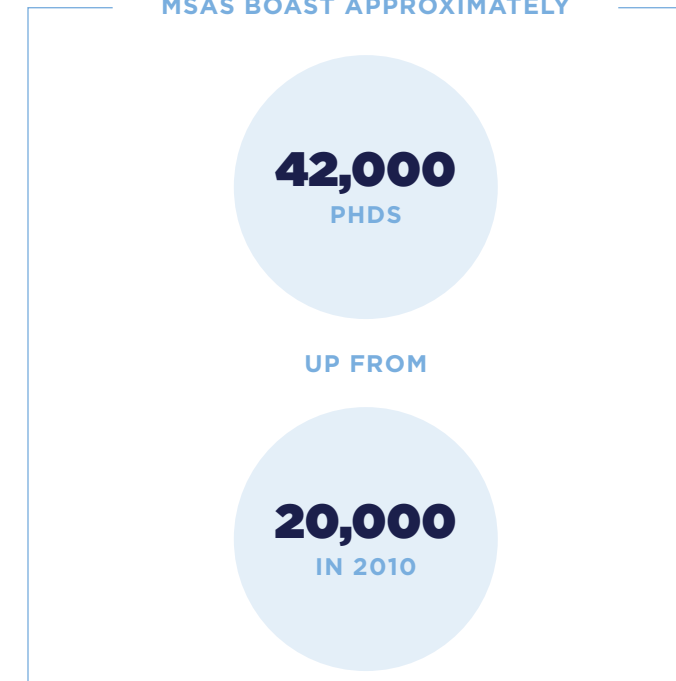 MSAS BOAST APPROXIMATELY
42,000
PHDS
UP FROM
20,000
IN 2010